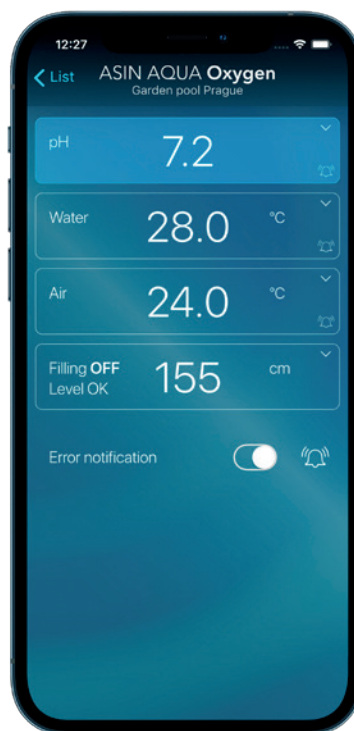 12:27
List
ASIN AQUA Oxygen
Garden pool Prague
pH
7.2
Water
28.0
°C
Air
24.0
°C
Filling OFF
Level OK
155
cm
Error notification